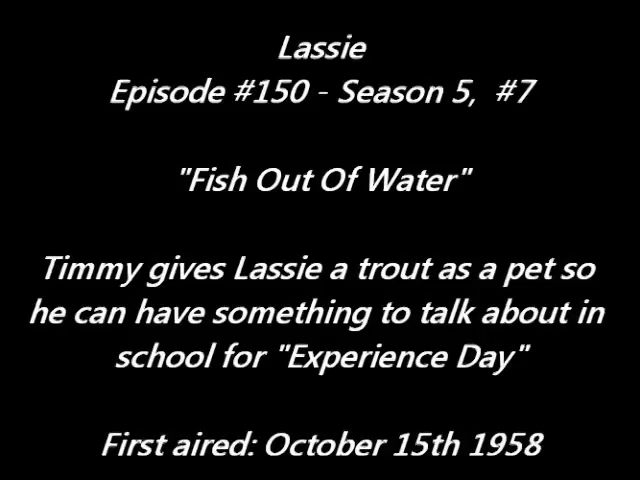 Lassie
Episode #150 - Season 5,  #7
"Fish Out Of Water"
Timmy gives Lassie a trout as a pet so
he can have something to talk about in
school for "Experience Day"
First aired: October 15th 1958